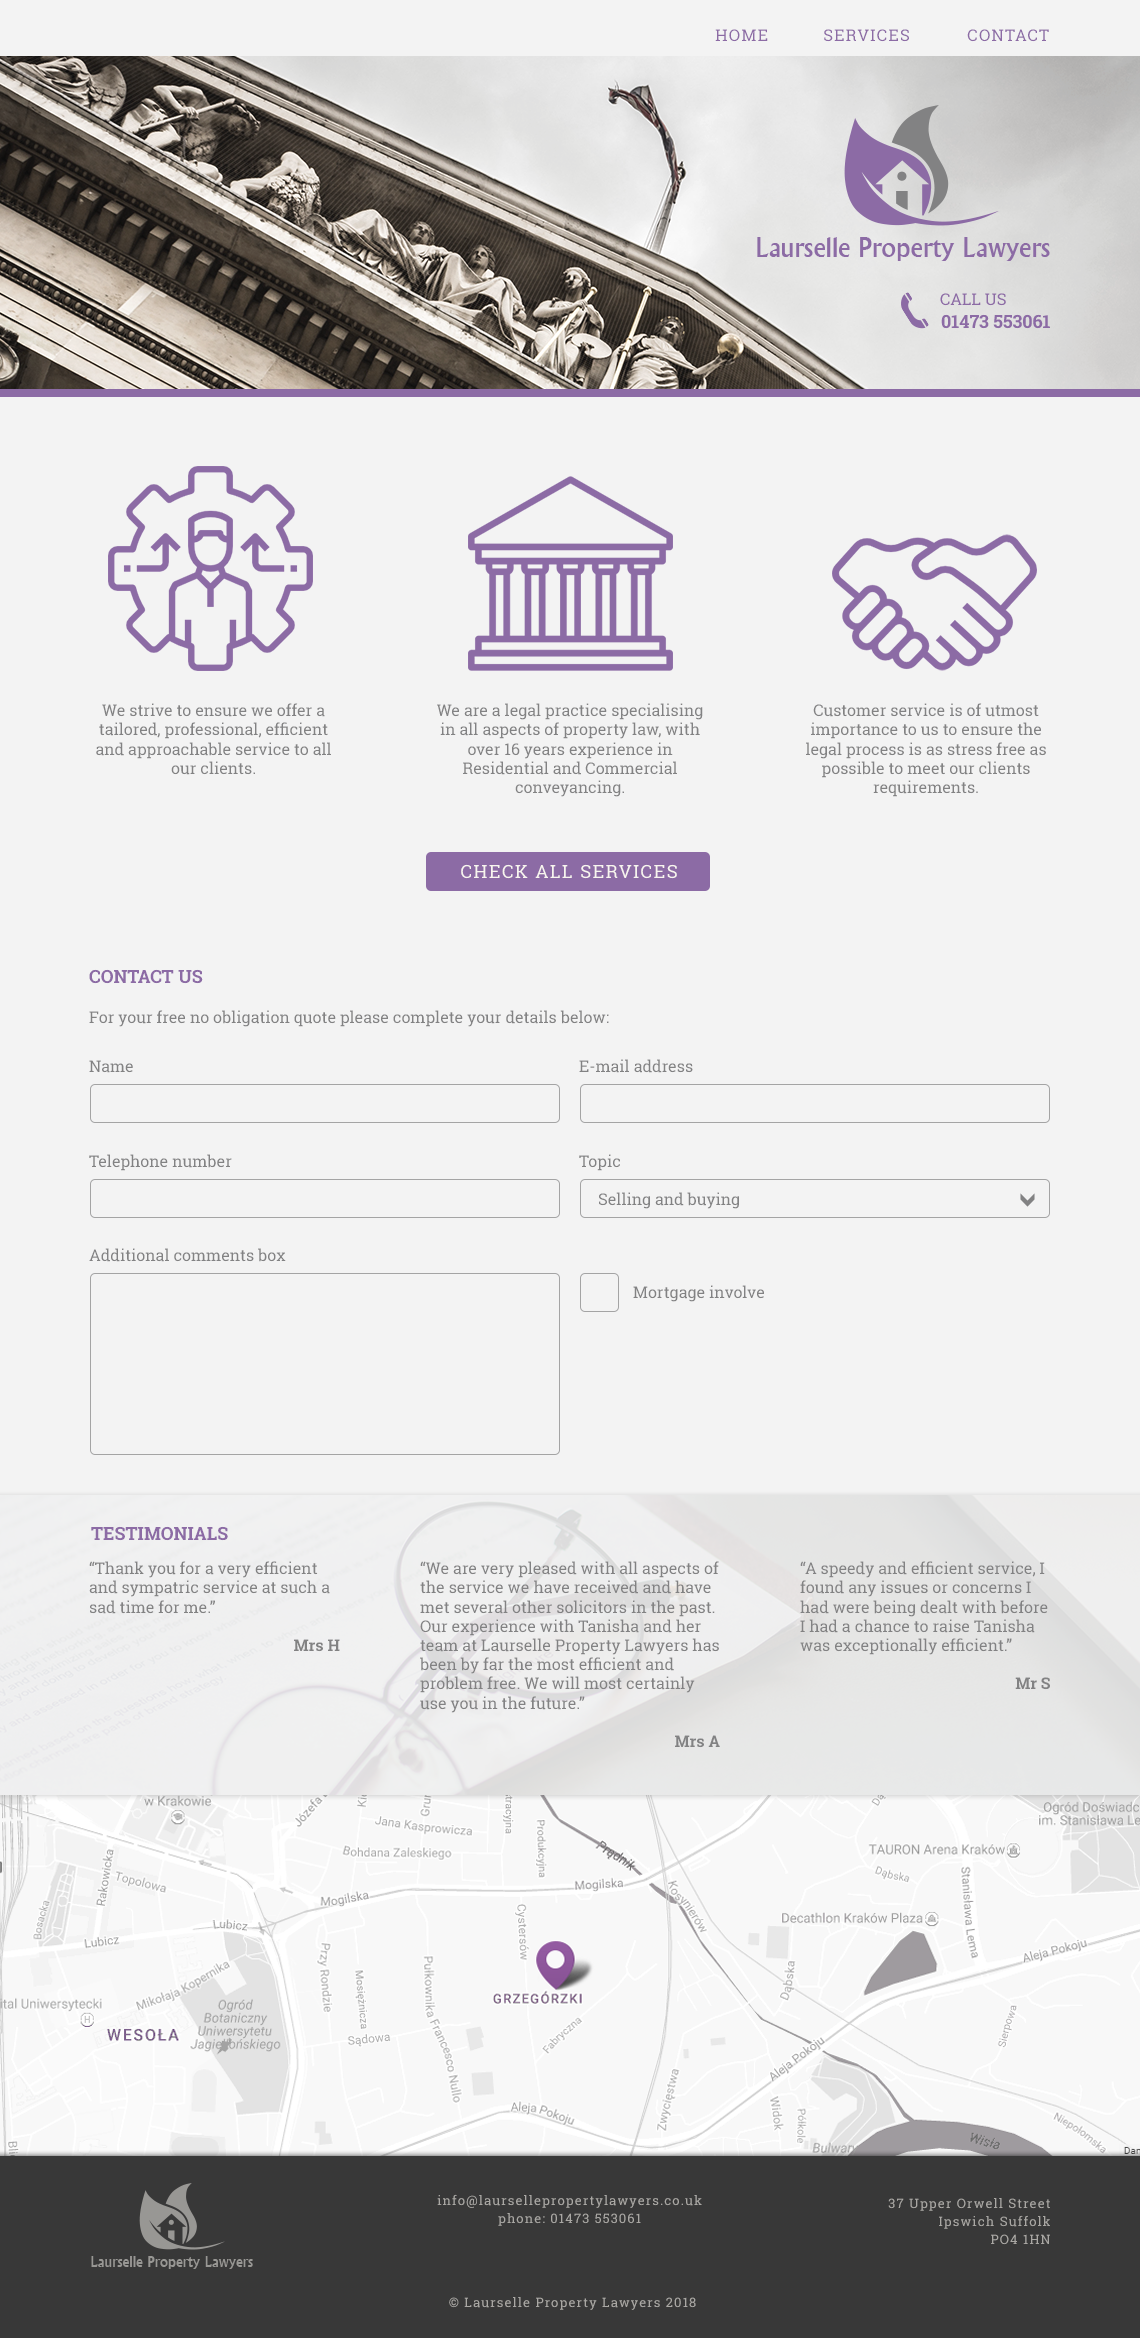 HOME SERVICES CONTACT
Laurselle Property Lawyers
CALL US
01473 553061
We strive to ensure we offer a
tailored, professional, efficient
and approachable service to all
our clients.
We are a legal practice specialising
in all aspects of property law, with
over 16 years experience in
Residential and Commercial
conveyancing.
Customer service is of utmost
importance to us to ensure the
legal process is as stress free as
possible to meet our clients
requirements.
CHECK ALL SERVICES
CONTACT US
For your free no obligation quote please complete your details below:
Name
E-mail address
Telephone number
Topic
Selling and buying
Additional comments box
Mortgage involve
TESTIMONIALS
“Thank you for a very efficient
and sympatric service at such a
sad time for me.”
Mrs H
“We are very pleased with all aspects of
the service we have received and have
met several other solicitors in the past.
Our experience with Tanisha and her
team at Laurselle Property Lawyers has
been by far the most efficient and
problem free. We will most certainly
use you in the future.”
Mrs A
“A speedy and efficient service, I
found any issues or concerns I
had were being dealt with before
I had a chance to raise Tanisha
was exceptionally efficient.”
Mr S
w Krakowie
Józefa
Jana Kasprowicza
Bohdana Zaleskiego
Produkcyjna
Prądnik
Ogród Doświadc
im. Stanisława Le
TAURON Arena Kraków
Dąbska
Rakowicka
Topolowa
Mogilska
Mogilska
Kosynierów
Stanisława Lema
Bosacka
Lubicz
Lubicz
Cystersów
Decathlon Kraków Plaza
Aleja Pokoju
Przy Rondzie
Mosiężnicza
Pułkownika Francesco Nullo
Dąbska
Mikołaja Kopernika
ital Uniwersytecki
H
WESOŁA
Ogród
Botaniczny
Uniwersytetu
Jagiellońskiego
GRZEGÓRZKI
Sądowa
Fabryczna
Sierpowa
Aleja Pokoju
Zwycięstwa
Aleja Pokoju
Widok
Półkole
Bulwar
Wisła
Niepołomska
Dar
Laurselle Property Lawyers
info@laursellepropertylawyers.co.uk
phone: 01473 553061
37 Upper Orwell Street
Ipswich Suffolk
PO4 1HN
© Laurselle Property Lawyers 2018